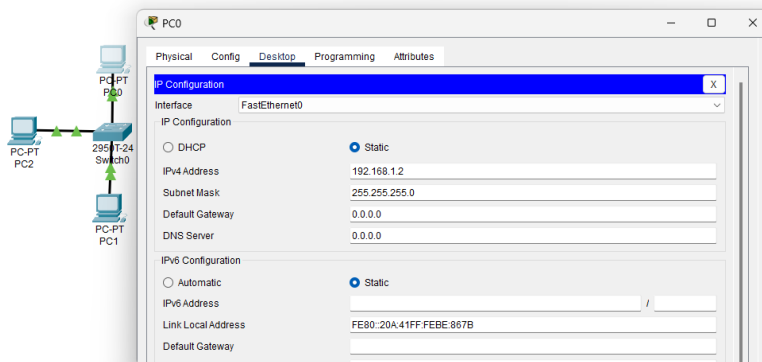 PC0
Physical Config Desktop Programming Attributes
IP Configuration X
Interface FastEthernet0
IP Configuration
DHCP Static
IPv4 Address 192.168.1.2
Subnet Mask 255.255.255.0
Default Gateway 0.0.0.0
DNS Server 0.0.0.0
IPv6 Configuration
Automatic Static
IPv6 Address /
Link Local Address FE80::20A:41FF:FEBE:867B
Default Gateway
PC-PT
PC0
PC-PT
PC2
2950T-24
Switch0
PC-PT
PC1